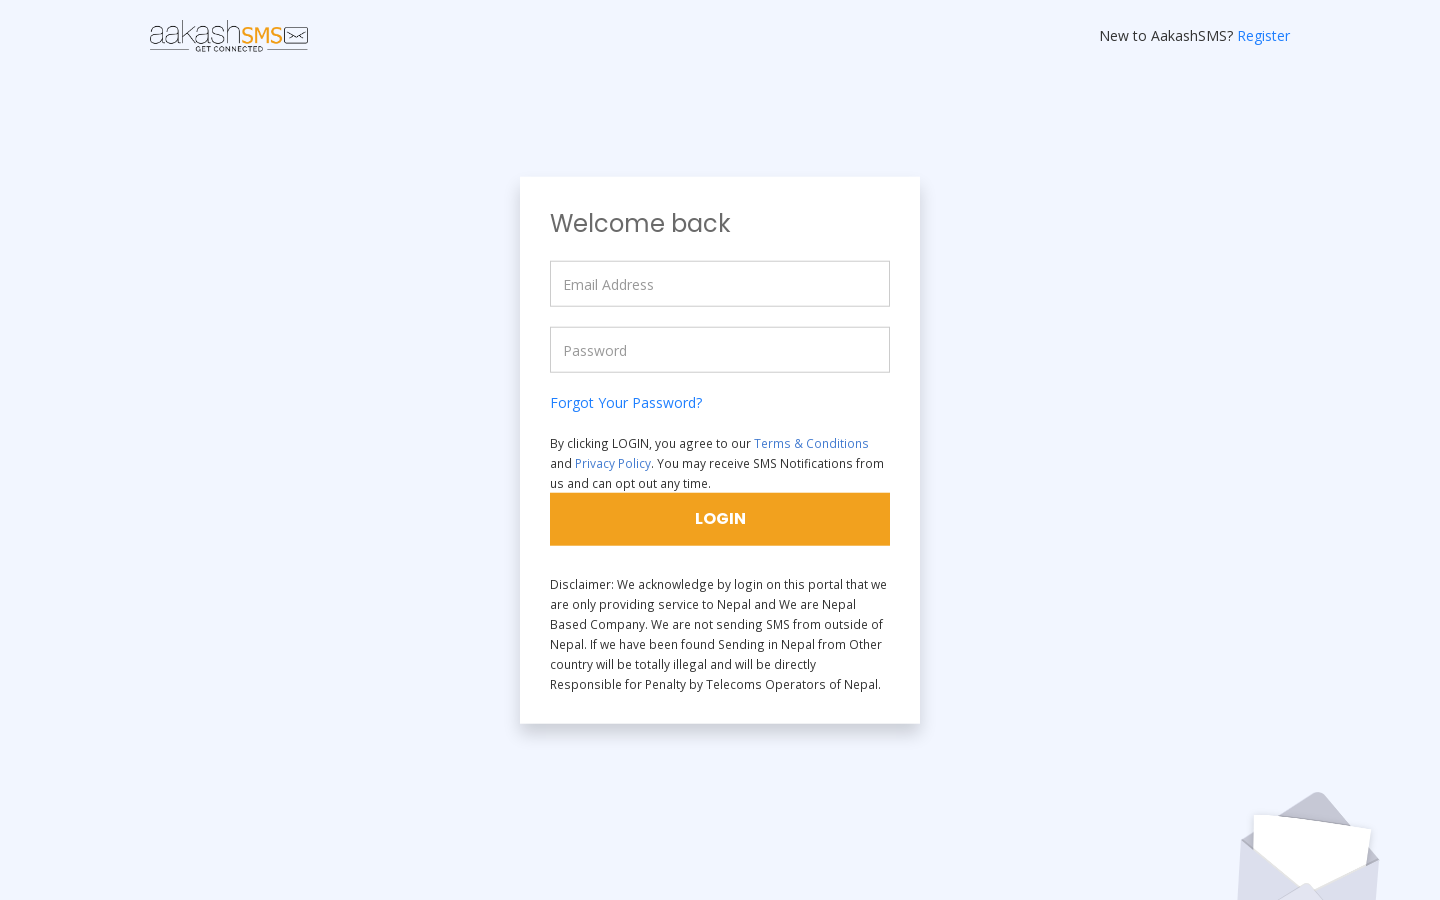 aakashSMS
GET CONNECTED
New to AakashSMS? Register
Welcome back
Email Address
Password
Forgot Your Password?
By clicking LOGIN, you agree to our Terms & Conditions
and Privacy Policy. You may receive SMS Notifications from
us and can opt out any time.
LOGIN
Disclaimer: We acknowledge by login on this portal that we
are only providing service to Nepal and We are Nepal
Based Company. We are not sending SMS from outside of
Nepal. If we have been found Sending in Nepal from Other
country will be totally illegal and will be directly
Responsible for Penalty by Telecoms Operators of Nepal.